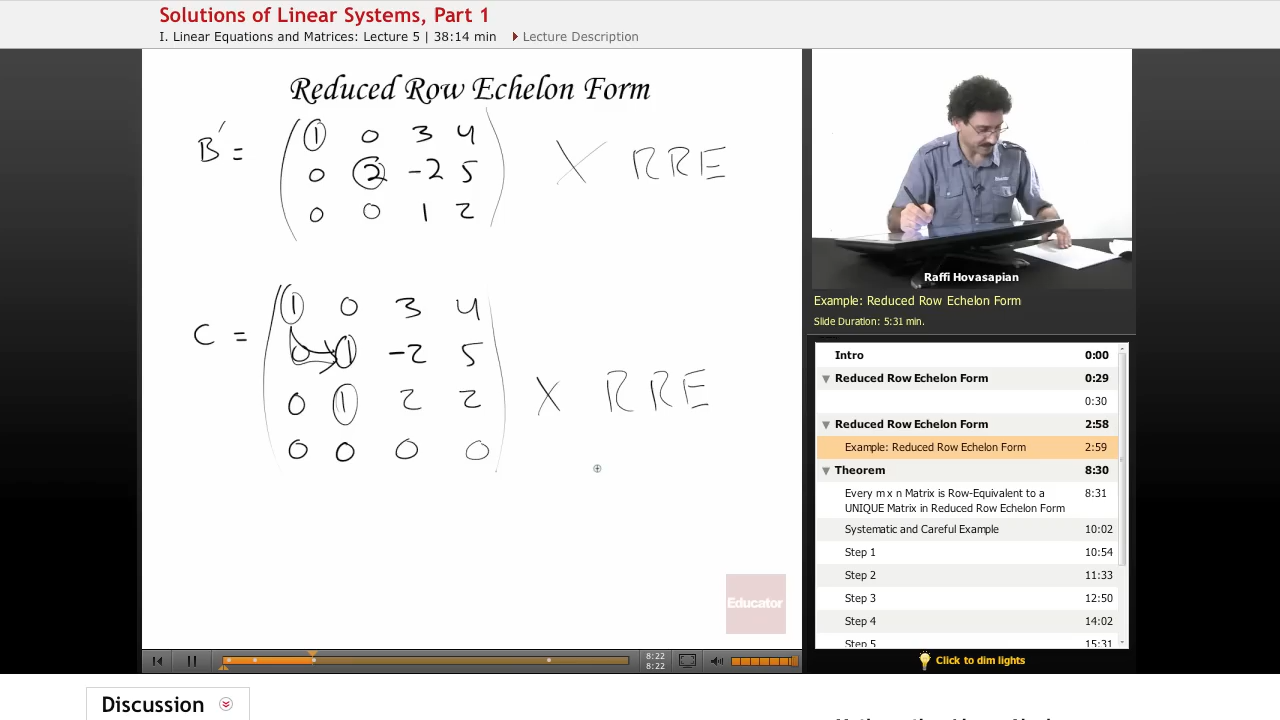 Solutions of Linear Systems, Part 1
I. Linear Equations and Matrices: Lecture 5 | 38:14 min Lecture Description
Reduced Row Echelon Form
B' =
1 0 3 4
0 2 -2 5
0 0 1 2
X RRE
C =
1 0 3 4
0 1 -2 5
0 1 2 2
0 0 0 0
X RRE
Educator
8:22
8:22
Raffi Hovasapian
Example: Reduced Row Echelon Form
Slide Duration: 5:31 min.
Intro 0:00
Reduced Row Echelon Form 0:29
0:30
Reduced Row Echelon Form 2:58
Example: Reduced Row Echelon Form 2:59
Theorem 8:30
Every m x n Matrix is Row-Equivalent to a 8:31
UNIQUE Matrix in Reduced Row Echelon Form
Systematic and Careful Example 10:02
Step 1 10:54
Step 2 11:33
Step 3 12:50
Step 4 14:02
Step 5 15:31
Click to dim lights
Discussion